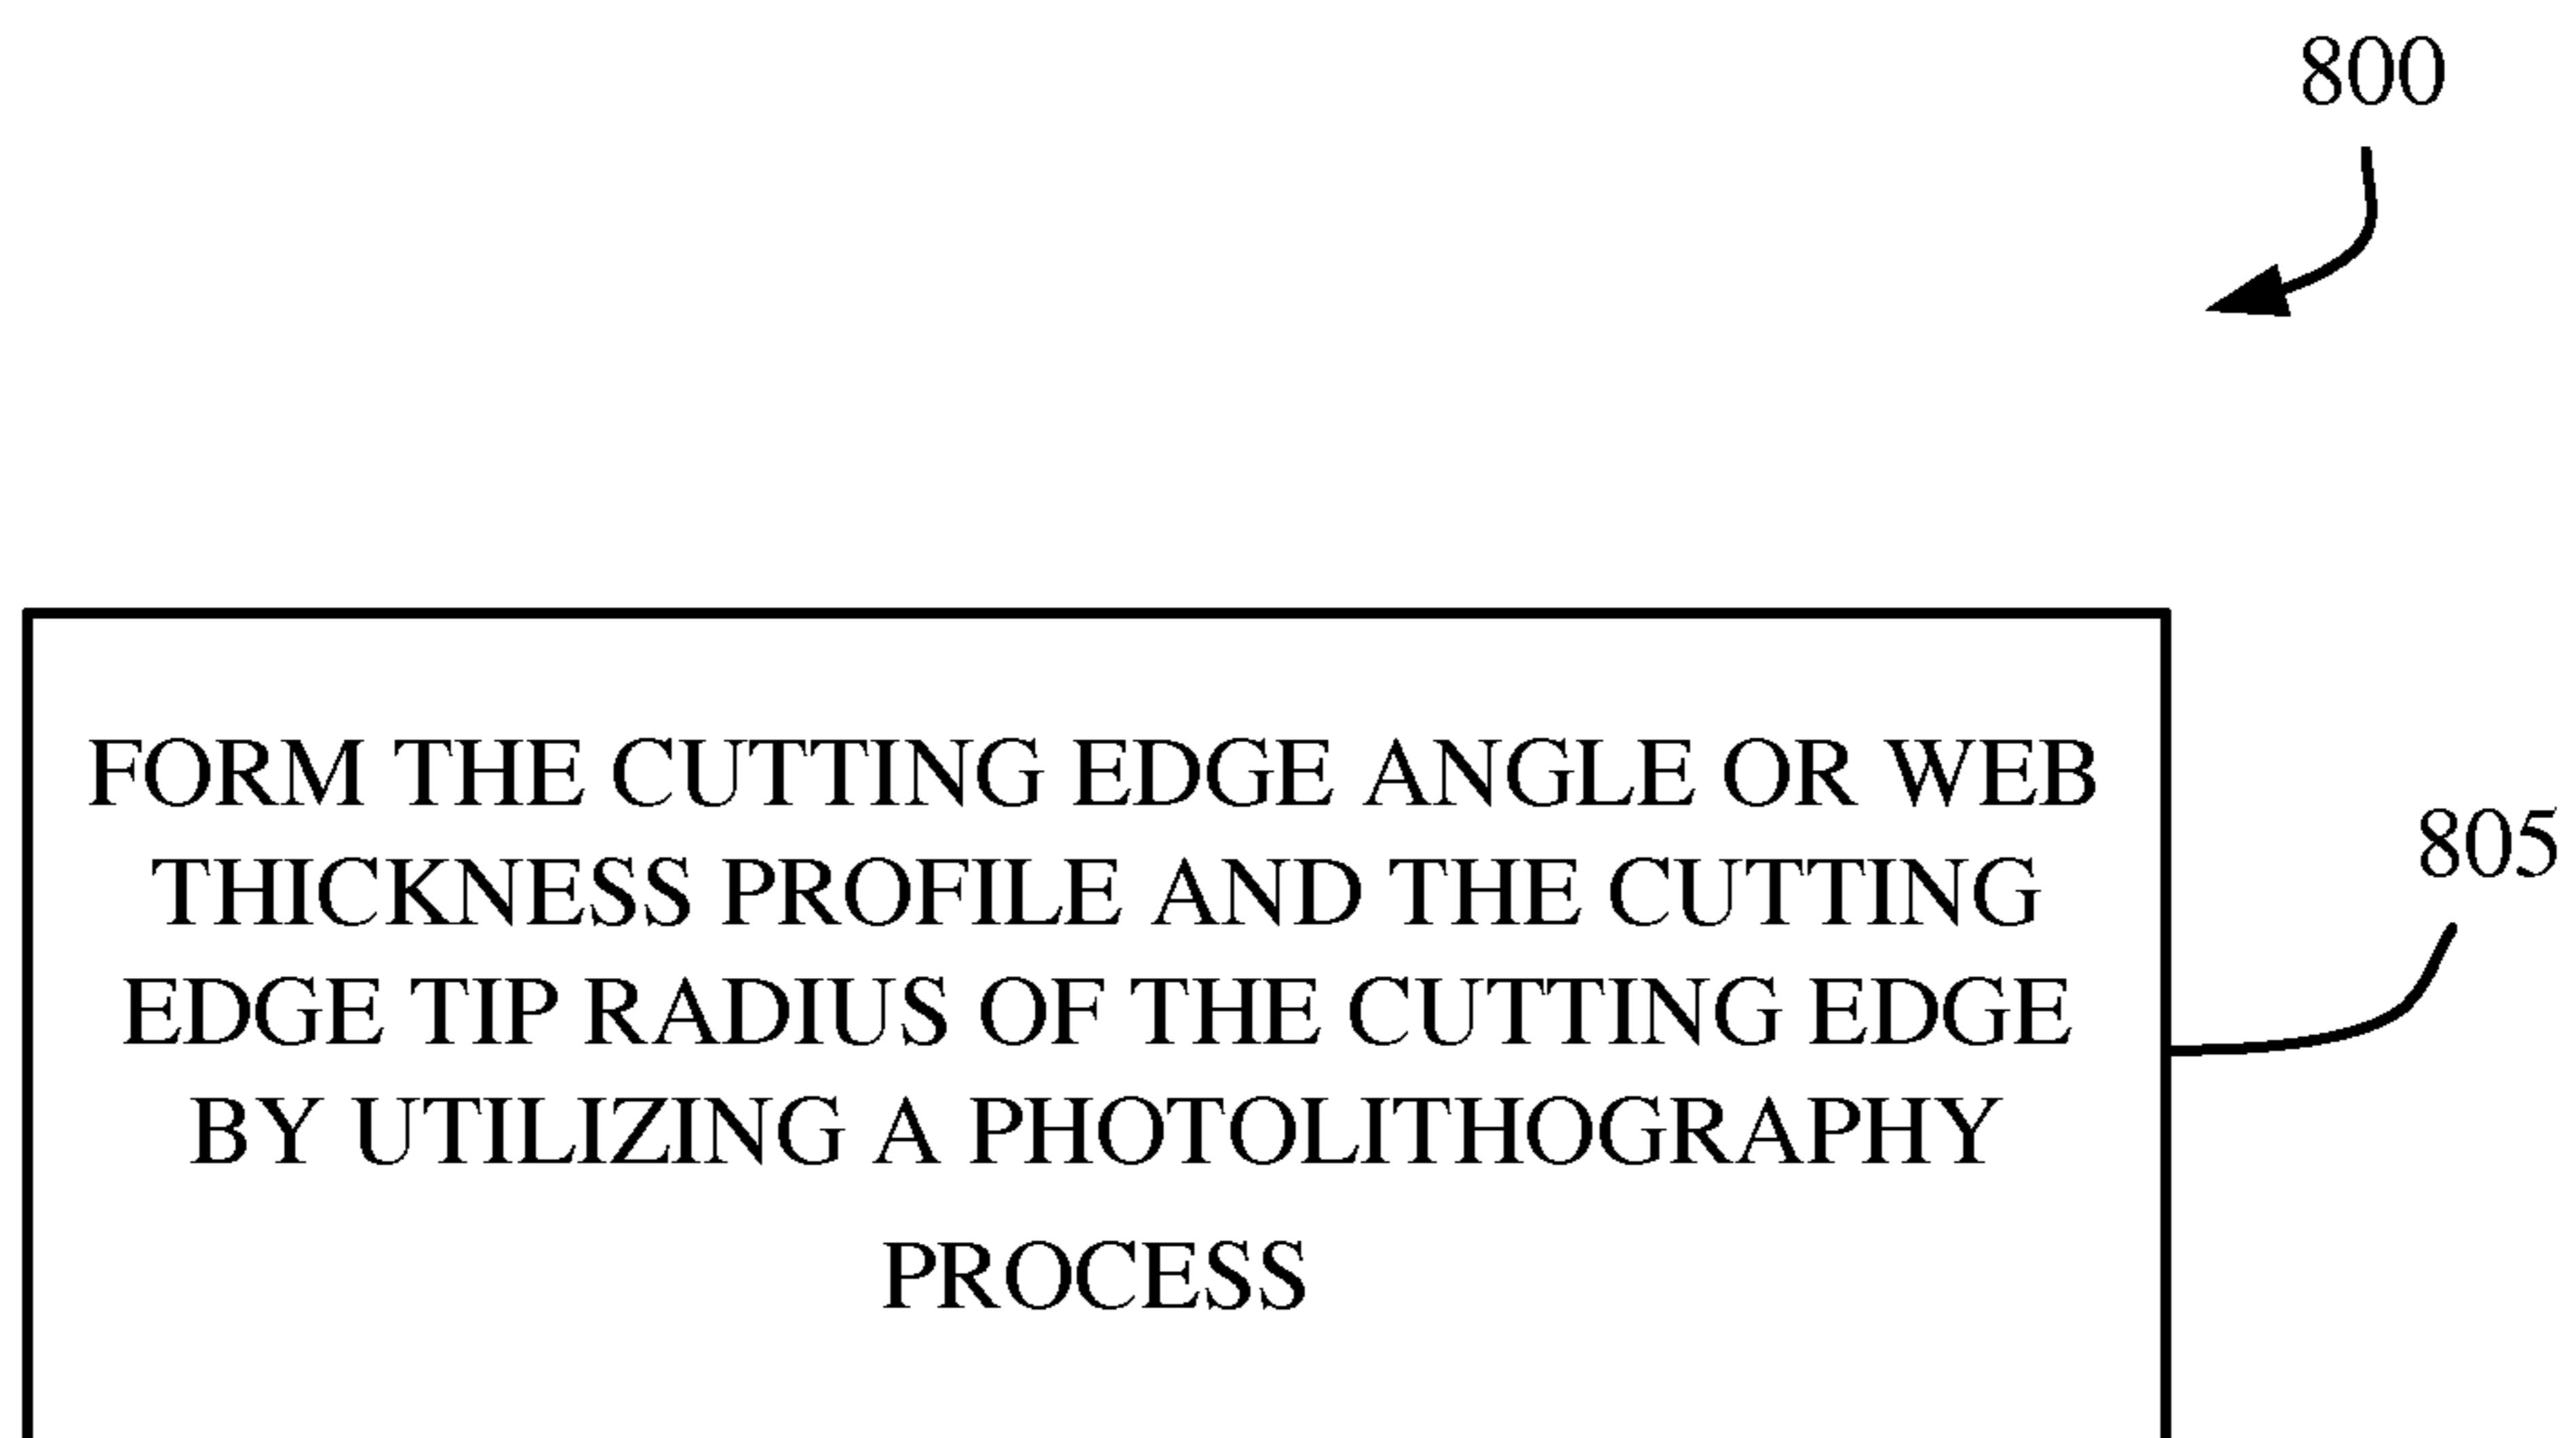 800
FORM THE CUTTING EDGE ANGLE OR WEB
THICKNESS PROFILE AND THE CUTTING
EDGE TIP RADIUS OF THE CUTTING EDGE
BY UTILIZING A PHOTOLITHOGRAPHY
PROCESS
805